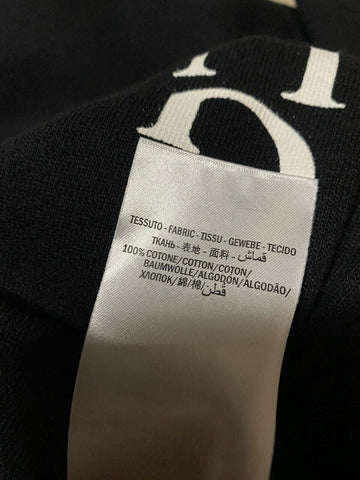 TESSUTO - FABRIC - TISSU - GEWEBE - TECIDO
ТКАНЬ - 表地 - 面料 - قماش
100% COTONE/COTTON/COTON/
BAUMWOLLE/ALGODÓN/ALGODÃO/
ХЛОПОК/綿/棉/قُطْن